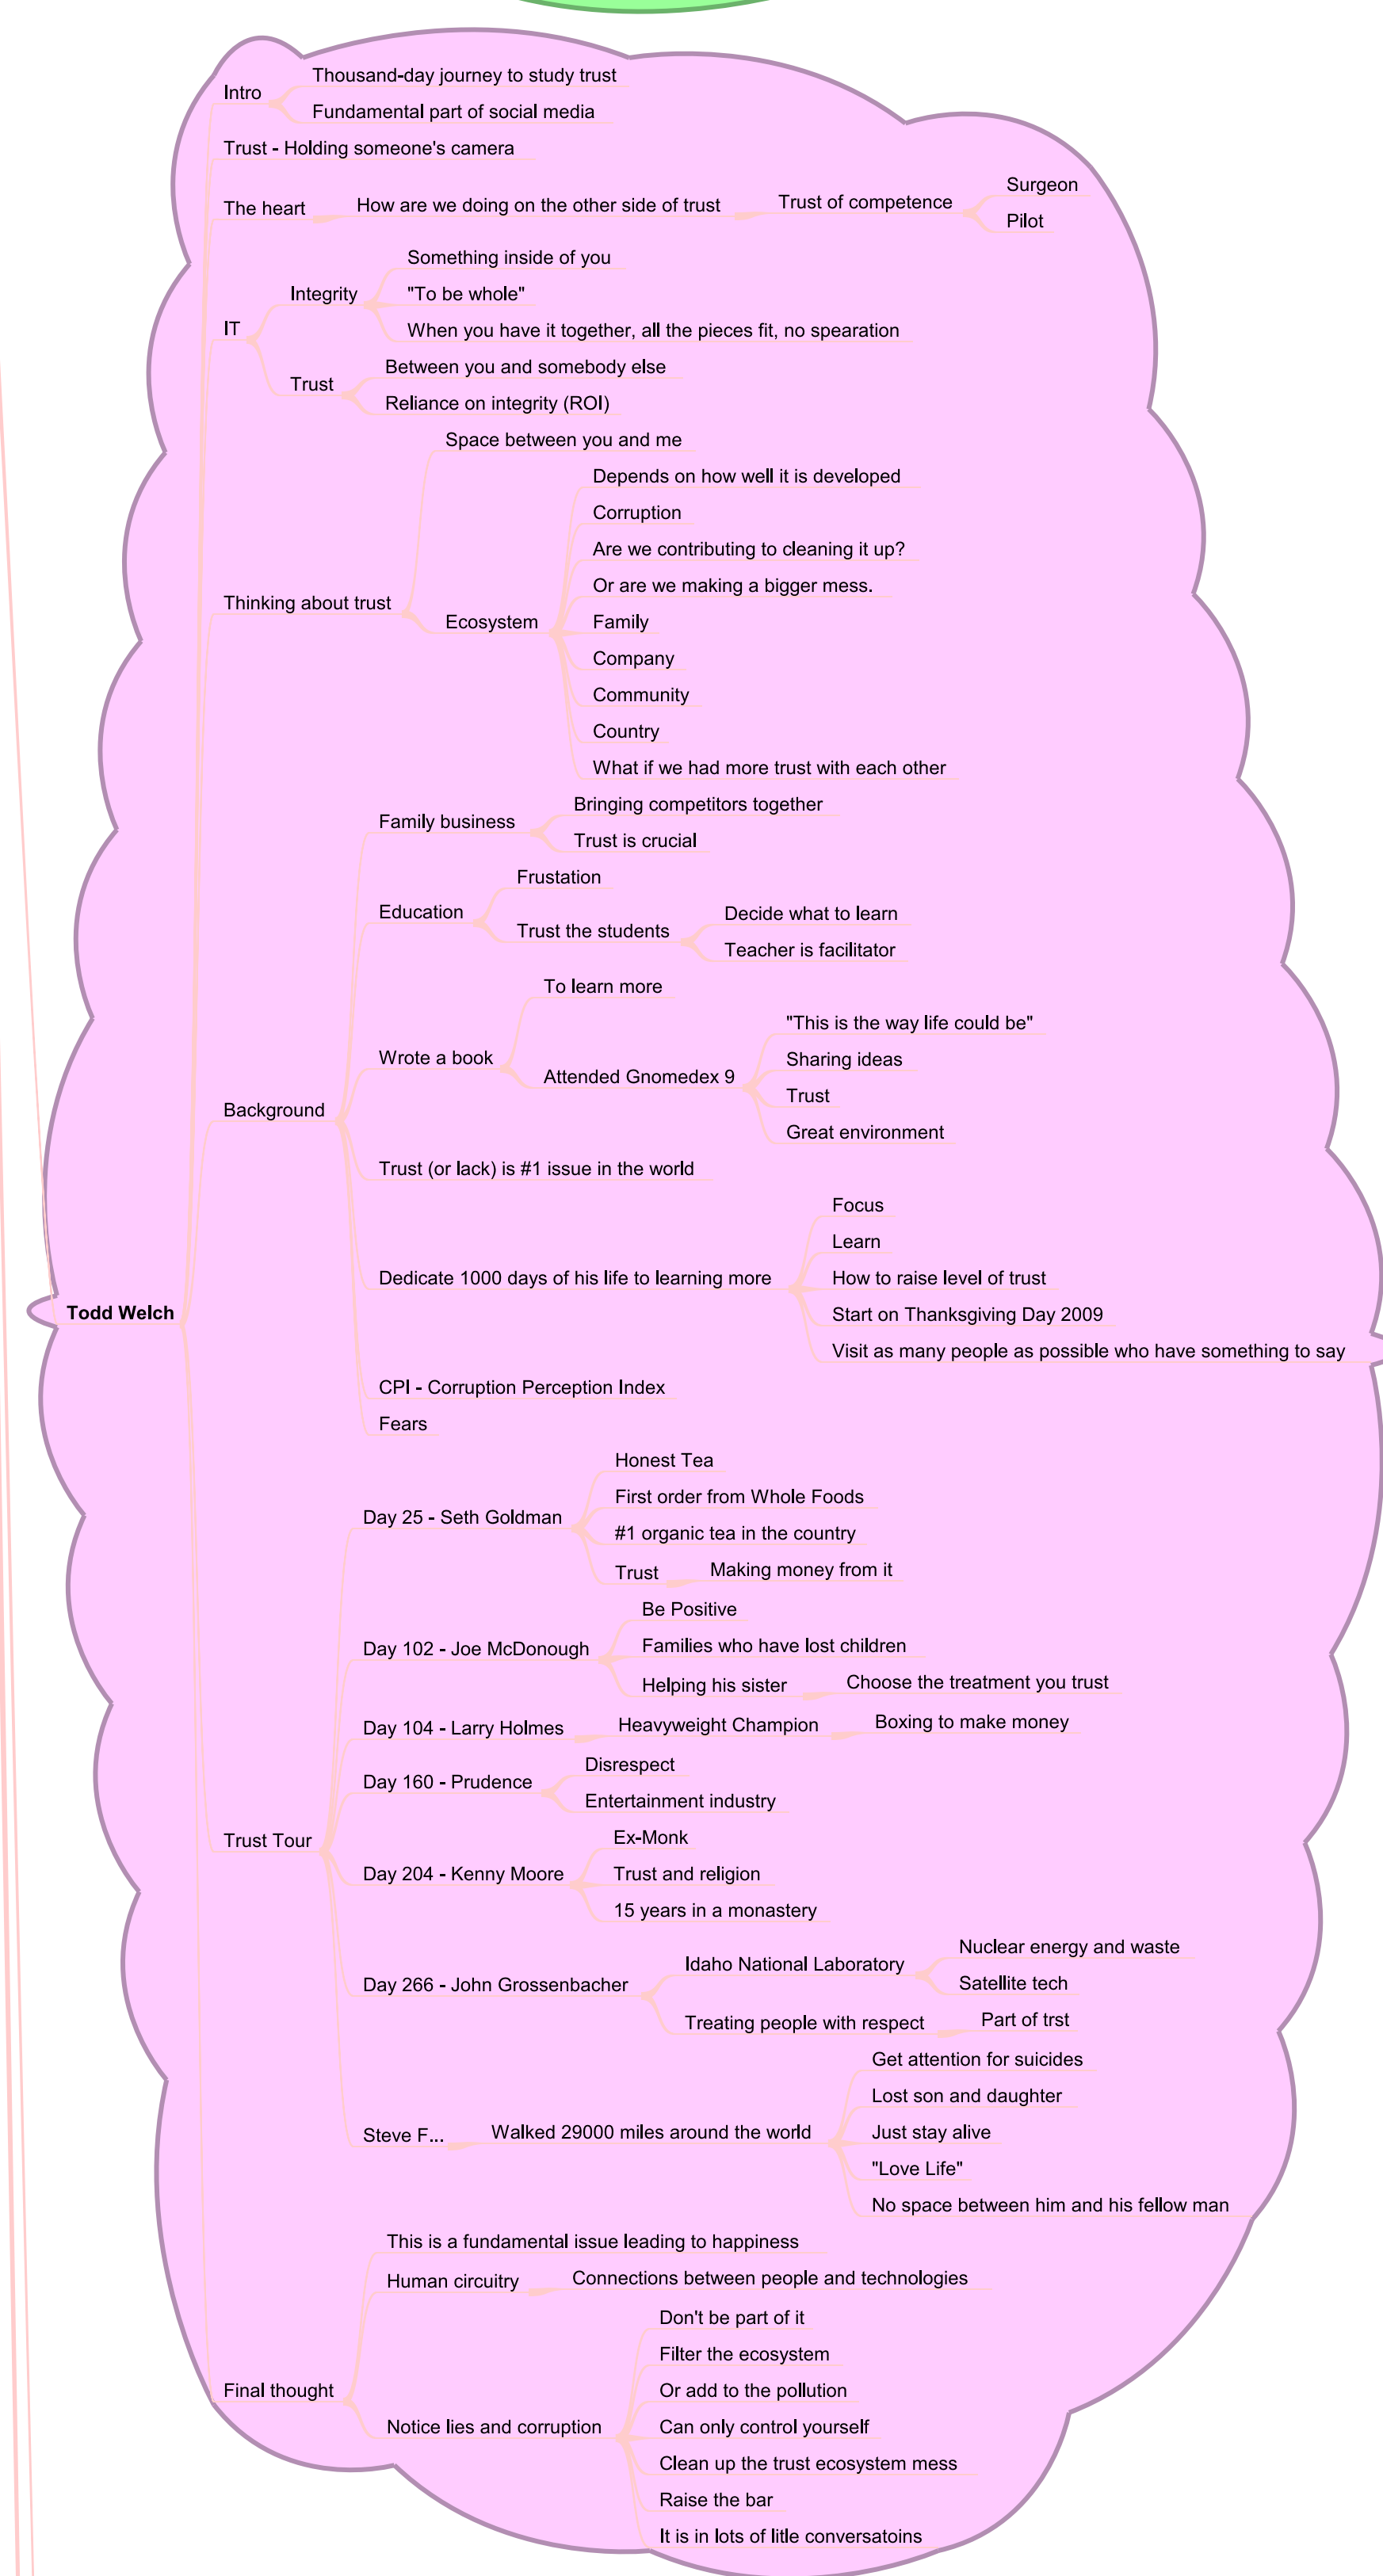 Todd Welch
Intro
Thousand-day journey to study trust
Fundamental part of social media
Trust - Holding someone's camera
The heart
How are we doing on the other side of trust
Trust of competence
Surgeon
Pilot
IT
Integrity
Something inside of you
"To be whole"
When you have it together, all the pieces fit, no spearation
Trust
Between you and somebody else
Reliance on integrity (ROI)
Thinking about trust
Space between you and me
Ecosystem
Depends on how well it is developed
Corruption
Are we contributing to cleaning it up?
Or are we making a bigger mess.
Family
Company
Community
Country
What if we had more trust with each other
Background
Family business
Bringing competitors together
Trust is crucial
Education
Frustation
Trust the students
Decide what to learn
Teacher is facilitator
Wrote a book
To learn more
Attended Gnomedex 9
"This is the way life could be"
Sharing ideas
Trust
Great environment
Trust (or lack) is #1 issue in the world
Dedicate 1000 days of his life to learning more
Focus
Learn
How to raise level of trust
Start on Thanksgiving Day 2009
Visit as many people as possible who have something to say
CPI - Corruption Perception Index
Fears
Trust Tour
Day 25 - Seth Goldman
Honest Tea
First order from Whole Foods
#1 organic tea in the country
Trust
Making money from it
Day 102 - Joe McDonough
Be Positive
Families who have lost children
Helping his sister
Choose the treatment you trust
Day 104 - Larry Holmes
Heavyweight Champion
Boxing to make money
Day 160 - Prudence
Disrespect
Entertainment industry
Day 204 - Kenny Moore
Ex-Monk
Trust and religion
15 years in a monastery
Day 266 - John Grossenbacher
Idaho National Laboratory
Nuclear energy and waste
Satellite tech
Treating people with respect
Part of trst
Steve F...
Walked 29000 miles around the world
Get attention for suicides
Lost son and daughter
Just stay alive
"Love Life"
No space between him and his fellow man
Final thought
This is a fundamental issue leading to happiness
Human circuitry
Connections between people and technologies
Notice lies and corruption
Don't be part of it
Filter the ecosystem
Or add to the pollution
Can only control yourself
Clean up the trust ecosystem mess
Raise the bar
It is in lots of litle conversatoins